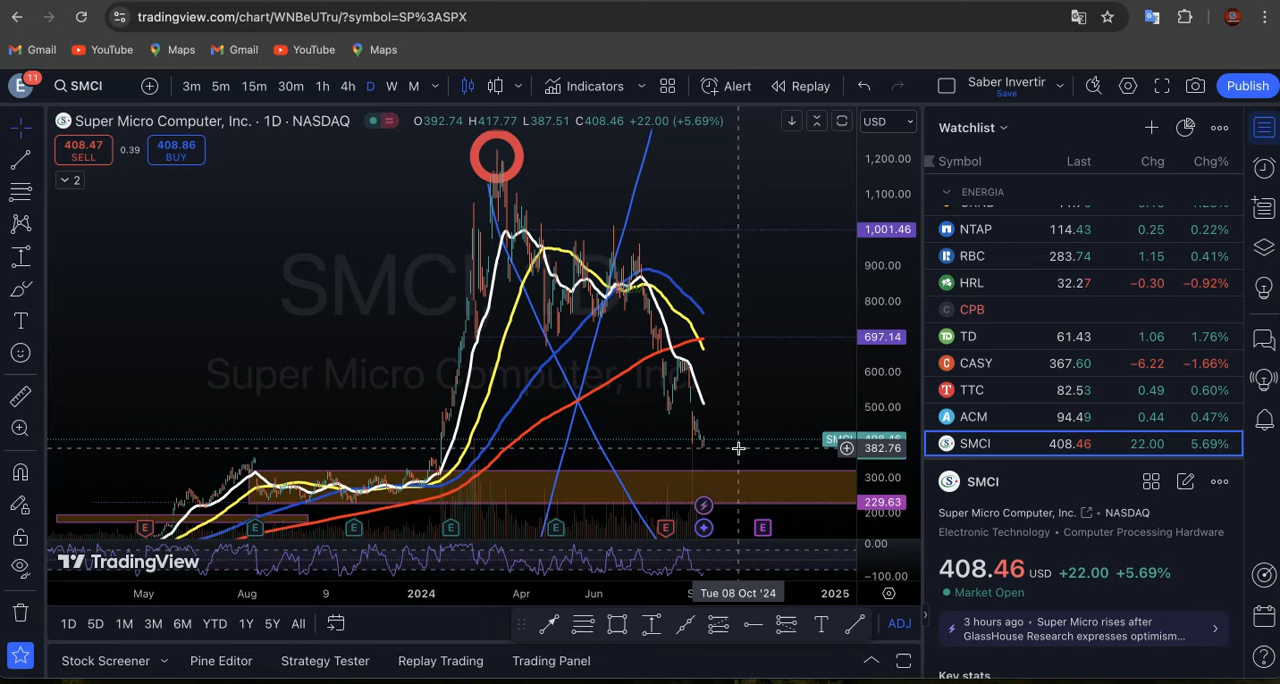 tradingview.com/chart/WNBeUTru/?symbol=SP%3ASPX
Gmail YouTube Maps Gmail YouTube Maps
E 11 SMCI 3m 5m 15m 30m 1h 4h D W M Indicators Alert Replay Saber Invertir Save Publish
Super Micro Computer, Inc. · 1D · NASDAQ O392.74 H417.77 L387.51 C408.46 +22.00 (+5.69%) USD
408.47 SELL 0.39 408.86 BUY
2
SMCI
Super Micro Computer, In
1,200.00
1,100.00
1,001.46
900.00
800.00
697.14
600.00
500.00
382.76
300.00
229.63
200.00
E E E E E E E
0.00
−100.00
TradingView
May Aug 9 2024 Apr Jun Tue 08 Oct '24 2025
1D 5D 1M 3M 6M YTD 1Y 5Y All ADJ
Stock Screener Pine Editor Strategy Tester Replay Trading Trading Panel
Watchlist
Symbol Last Chg Chg%
ENERGIA
NTAP 114.43 0.25 0.22%
RBC 283.74 1.15 0.41%
HRL 32.27 −0.30 −0.92%
C CPB
TD 61.43 1.06 1.76%
CASY 367.60 −6.22 −1.66%
TTC 82.53 0.49 0.60%
ACM 94.49 0.44 0.47%
SMCI 408.46 22.00 5.69%
SMCI
Super Micro Computer, Inc. • NASDAQ
Electronic Technology • Computer Processing Hardware
408.46 USD +22.00 +5.69%
Market Open
3 hours ago • Super Micro rises after
GlassHouse Research expresses optimism...
Key stats